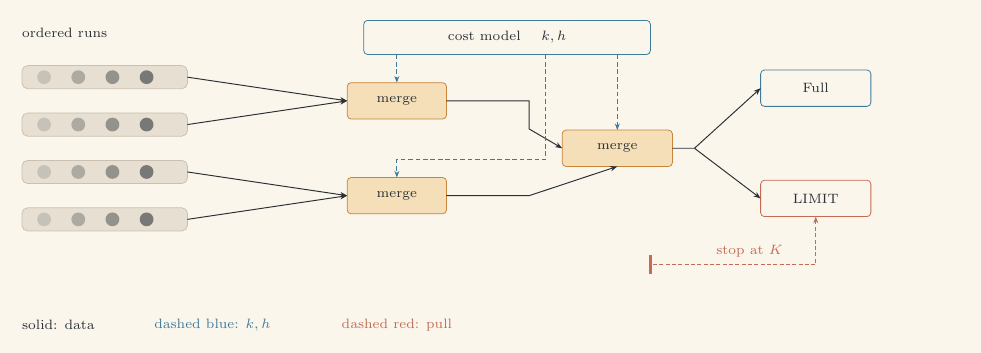 ordered runs
cost model k, h
merge
Full
merge
merge
LIMIT
stop at K
solid: data
dashed blue: k, h
dashed red: pull